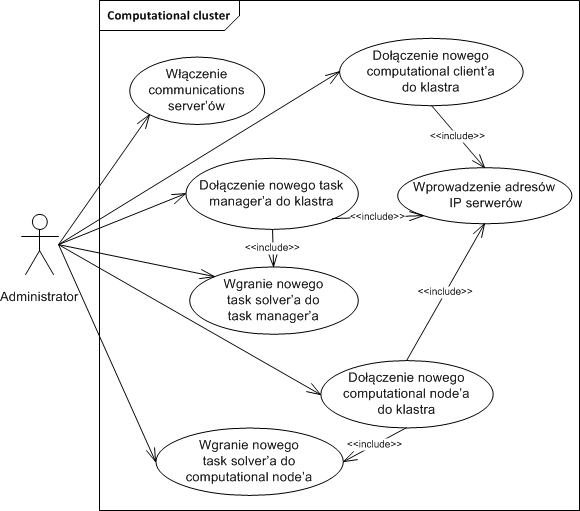 Computational cluster
Dołączenie nowego
computational client'a
do klastra
Włączenie
communications
server'ów
<<include>>
Dołączenie nowego task
manager'a do klastra
Wprowadzenie adresów
IP serwerów
<<include>>
<<include>>
Administrator
Wgranie nowego
task solver'a do
task manager'a
<<include>>
Dołączenie nowego
computational node'a
do klastra
<<include>>
Wgranie nowego
task solver'a do
computational node'a